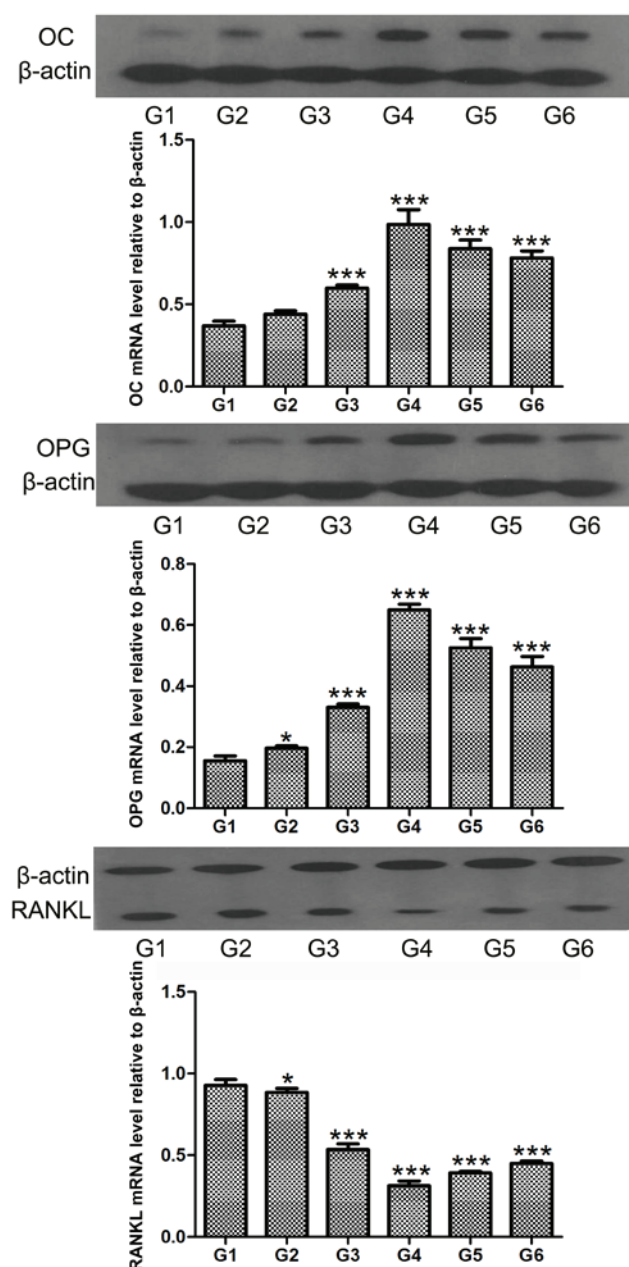 OC
β-actin
G1 G2 G3 G4 G5 G6
OC mRNA level relative to β-actin
1.5
1.0
0.5
0.0
***
***
***
***
G1 G2 G3 G4 G5 G6
OPG
β-actin
G1 G2 G3 G4 G5 G6
OPG mRNA level relative to β-actin
0.8
0.6
0.4
0.2
0.0
*
***
***
***
***
G1 G2 G3 G4 G5 G6
β-actin
RANKL
G1 G2 G3 G4 G5 G6
RANKL mRNA level relative to β-actin
1.5
1.0
0.5
0.0
*
***
***
***
***
G1 G2 G3 G4 G5 G6